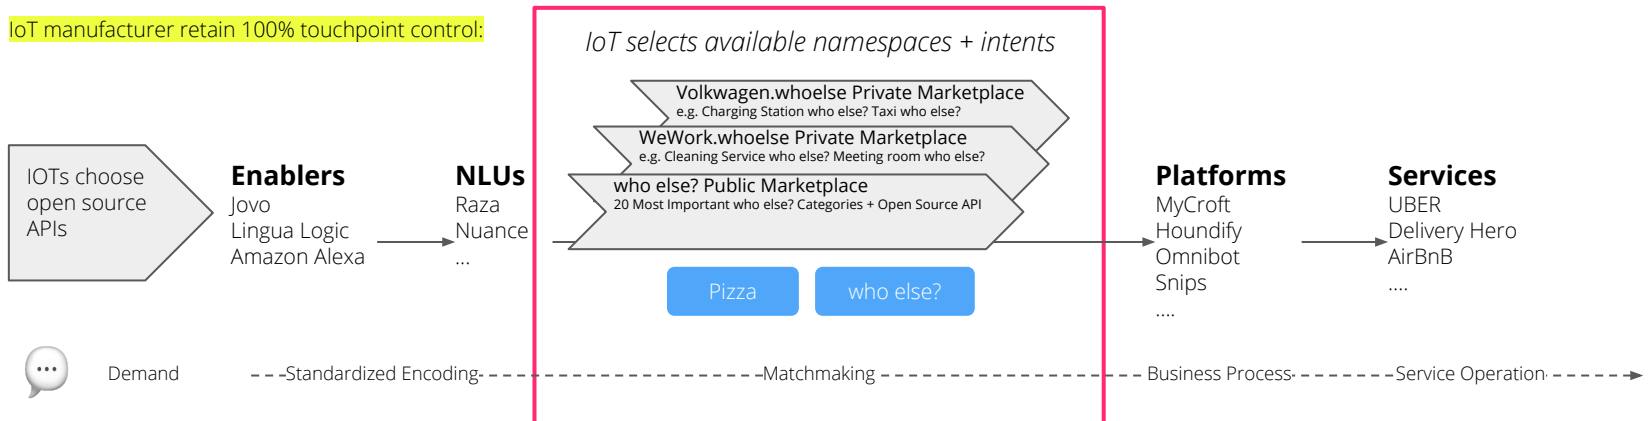 IoT manufacturer retain 100% touchpoint control:
IoT selects available namespaces + intents
Volkwagen.whoelse Private Marketplace
e.g. Charging Station who else? Taxi who else?
WeWork.whoelse Private Marketplace
e.g. Cleaning Service who else? Meeting room who else?
who else? Public Marketplace
20 Most Important who else? Categories + Open Source API
IOTs choose
open source
APIs
Enablers
Jovo
Lingua Logic
Amazon Alexa
NLUs
Raza
Nuance
...
Pizza
who else?
Platforms
MyCroft
Houndify
Omnibot
Snips
....
Services
UBER
Delivery Hero
AirBnB
....
Demand
Standardized Encoding
Matchmaking
Business Process
Service Operation